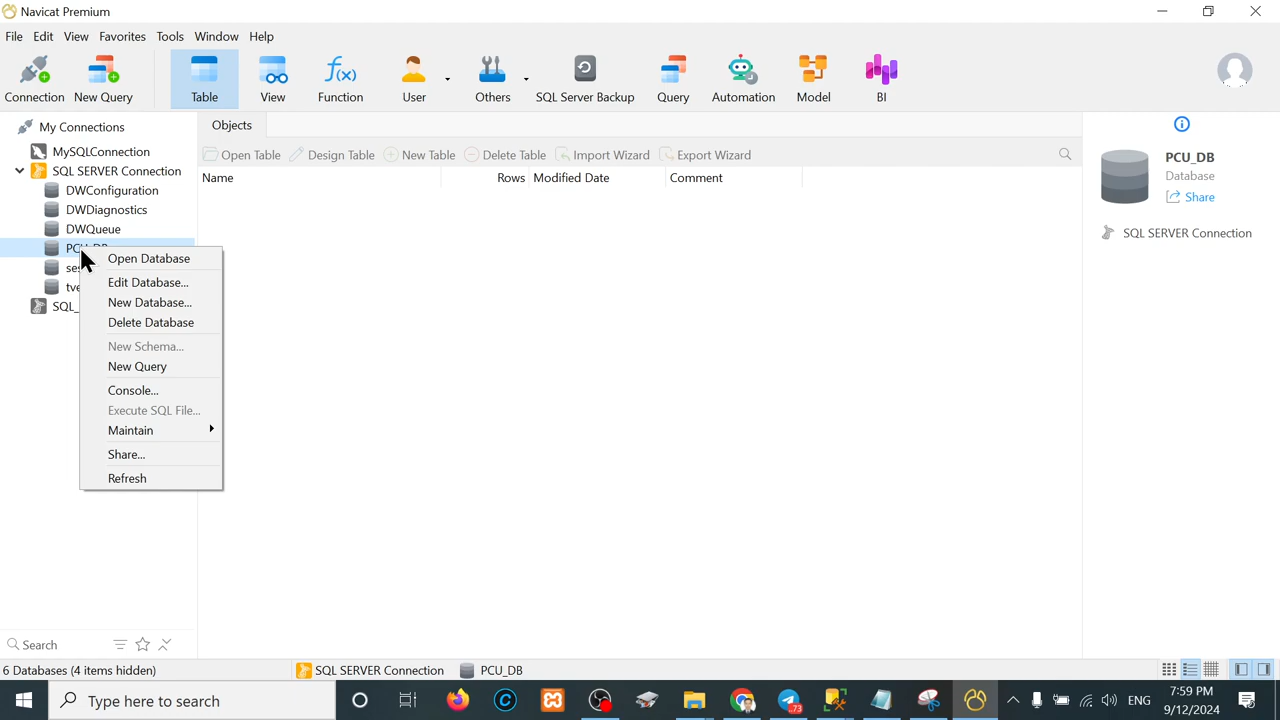 Navicat Premium
File Edit View Favorites Tools Window Help
Connection New Query Table View Function User Others SQL Server Backup Query Automation Model BI
My Connections
MySQLConnection
SQL SERVER Connection
DWConfiguration
DWDiagnostics
DWQueue
Objects
Open Table Design Table New Table Delete Table Import Wizard Export Wizard
Name Rows Modified Date Comment
Open Database
Edit Database...
New Database...
Delete Database
New Schema...
New Query
Console...
Execute SQL File...
Maintain
Share...
Refresh
PCU_DB
Database
Share
SQL SERVER Connection
Search
6 Databases (4 items hidden) SQL SERVER Connection PCU_DB
Type here to search
73
ENG
7:59 PM
9/12/2024